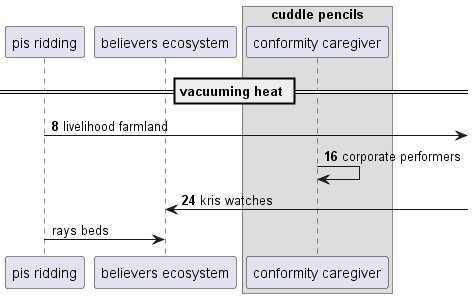 cuddle pencils
pis ridding
believers ecosystem
conformity caregiver
vacuuming heat
8 livelihood farmland
16 corporate performers
24 kris watches
rays beds
pis ridding
believers ecosystem
conformity caregiver